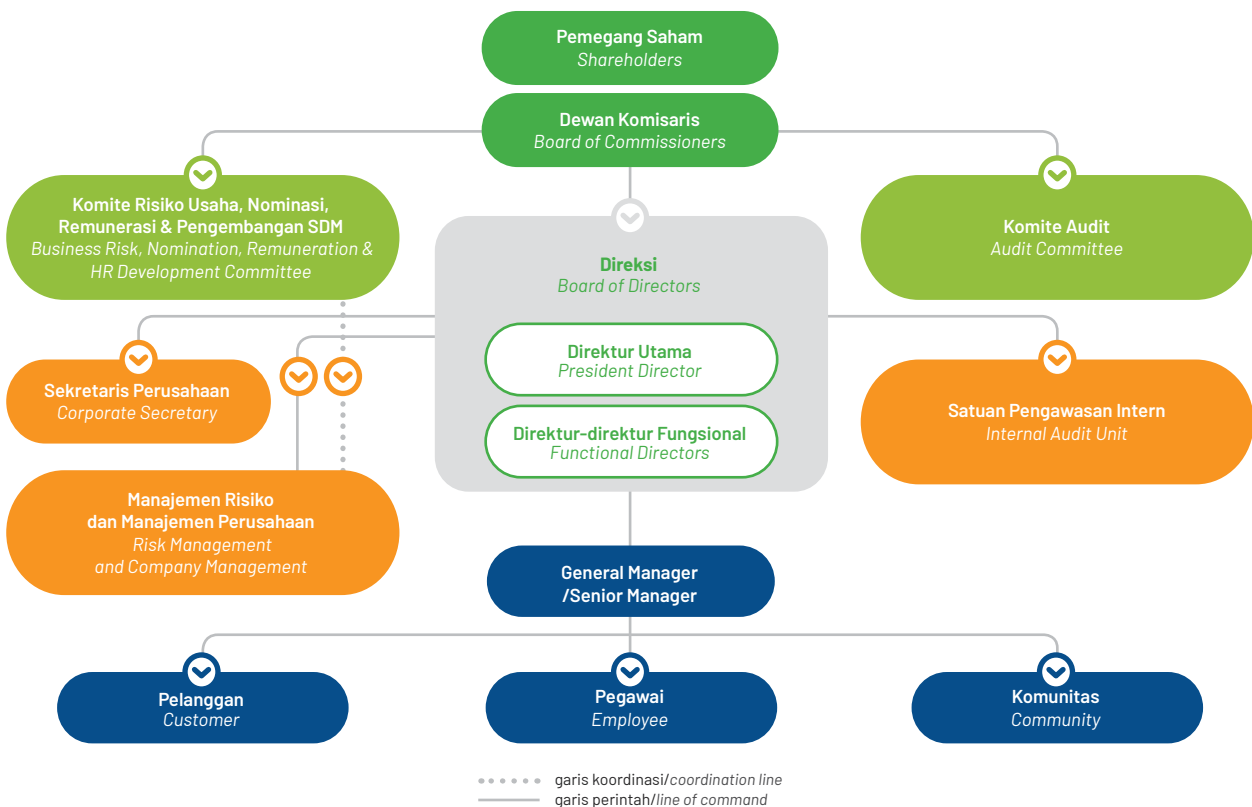 Pemegang Saham
Shareholders
Dewan Komisaris
Board of Commissioners
Komite Risiko Usaha, Nominasi,
Remunerasi & Pengembangan SDM
Business Risk, Nomination, Remuneration &
HR Development Committee
Komite Audit
Audit Committee
Direksi
Board of Directors
Direktur Utama
President Director
Direktur-direktur Fungsional
Functional Directors
Sekretaris Perusahaan
Corporate Secretary
Satuan Pengawasan Intern
Internal Audit Unit
Manajemen Risiko
dan Manajemen Perusahaan
Risk Management
and Company Management
General Manager
/Senior Manager
Pelanggan
Customer
Pegawai
Employee
Komunitas
Community
garis koordinasi/coordination line
garis perintah/line of command